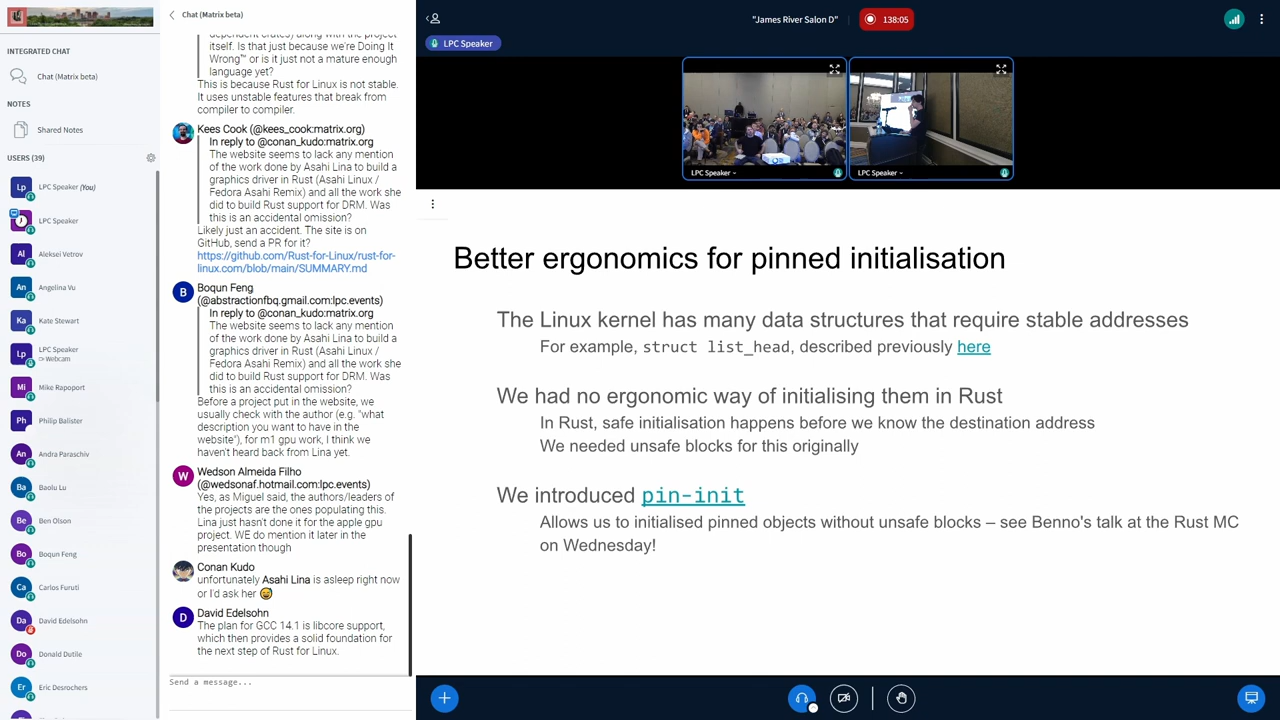 INTEGRATED CHAT
Chat (Matrix beta)
NOTES
Shared Notes
USERS (39)
Lp LPC Speaker (You)
LPC Speaker
Al Aleksei Vetrov
An Angelina Vu
Ka Kate Stewart
Lp LPC Speaker
Webcam
Mi Mike Rapoport
Ph Philip Balister
An Andra Paraschiv
Ba Baolu Lu
Be Ben Olson
Bo Boqun Feng
Ca Carlos Furuti
Da David Edelsohn
Do Donald Dutile
Er Eric Desrochers
Chat (Matrix beta)
dependent crates) along with the project
itself. Is that just because we're Doing It
Wrong™ or is it just not a mature enough
language yet?
This is because Rust for Linux is not stable.
It uses unstable features that break from
compiler to compiler.
Kees Cook (@kees_cook:matrix.org)
In reply to @conan_kudo:matrix.org
The website seems to lack any mention
of the work done by Asahi Lina to build a
graphics driver in Rust (Asahi Linux /
Fedora Asahi Remix) and all the work she
did to build Rust support for DRM. Was
this is an accidental omission?
Likely just an accident. The site is on
GitHub, send a PR for it?
https://github.com/Rust-for-Linux/rust-for-
linux.com/blob/main/SUMMARY.md
B Boqun Feng
(@abstractionfbq.gmail.com:lpc.events)
In reply to @conan_kudo:matrix.org
The website seems to lack any mention
of the work done by Asahi Lina to build a
graphics driver in Rust (Asahi Linux /
Fedora Asahi Remix) and all the work she
did to build Rust support for DRM. Was
this is an accidental omission?
Before a project put in the website, we
usually check with the author (e.g. "what
description you want to have in the
website"), for m1 gpu work, I think we
haven't heard back from Lina yet.
W Wedson Almeida Filho
(@wedsonaf.hotmail.com:lpc.events)
Yes, as Miguel said, the authors/leaders of
the projects are the ones populating this.
Lina just hasn't done it for the apple gpu
project. WE do mention it later in the
presentation though
Conan Kudo
unfortunately Asahi Lina is asleep right now
or I'd ask her 😅
D David Edelsohn
The plan for GCC 14.1 is libcore support,
which then provides a solid foundation for
the next step of Rust for Linux.
Send a message...
"James River Salon D"
138:05
LPC Speaker
LPC Speaker
LPC Speaker
Better ergonomics for pinned initialisation
The Linux kernel has many data structures that require stable addresses
For example, struct list_head, described previously here
We had no ergonomic way of initialising them in Rust
In Rust, safe initialisation happens before we know the destination address
We needed unsafe blocks for this originally
We introduced pin-init
Allows us to initialised pinned objects without unsafe blocks – see Benno's talk at the Rust MC
on Wednesday!